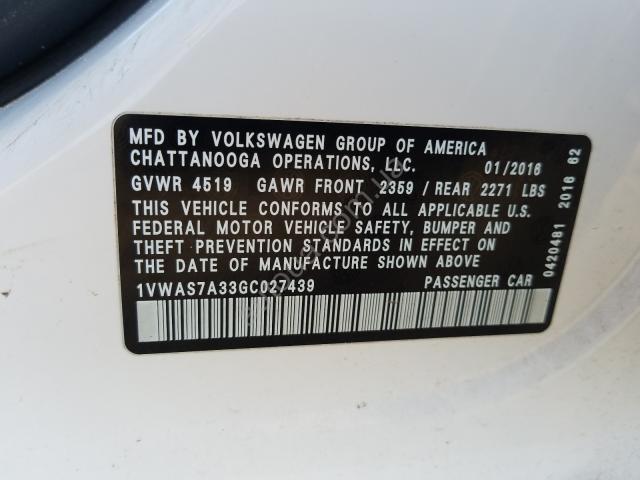 MFD BY VOLKSWAGEN GROUP OF AMERICA
CHATTANOOGA OPERATIONS, LLC. 01/2016
GVWR 4519 GAWR FRONT 2359 / REAR 2271 LBS
THIS VEHICLE CONFORMS TO ALL APPLICABLE U.S.
FEDERAL MOTOR VEHICLE SAFETY, BUMPER AND
THEFT PREVENTION STANDARDS IN EFFECT ON
THE DATE OF MANUFACTURE SHOWN ABOVE
1VWAS7A33GC027439 PASSENGER CAR
0420481 2016 62